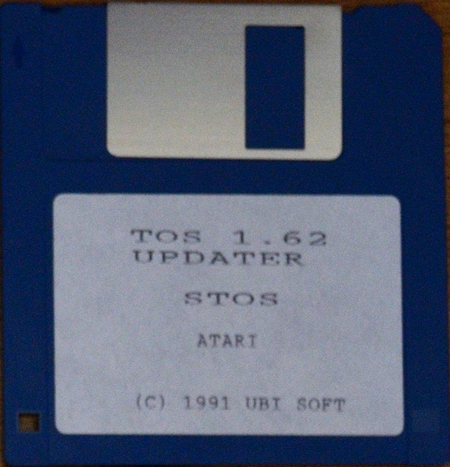 TOS 1.62
UPDATER
STOS
ATARI
(C) 1991 UBI SOFT